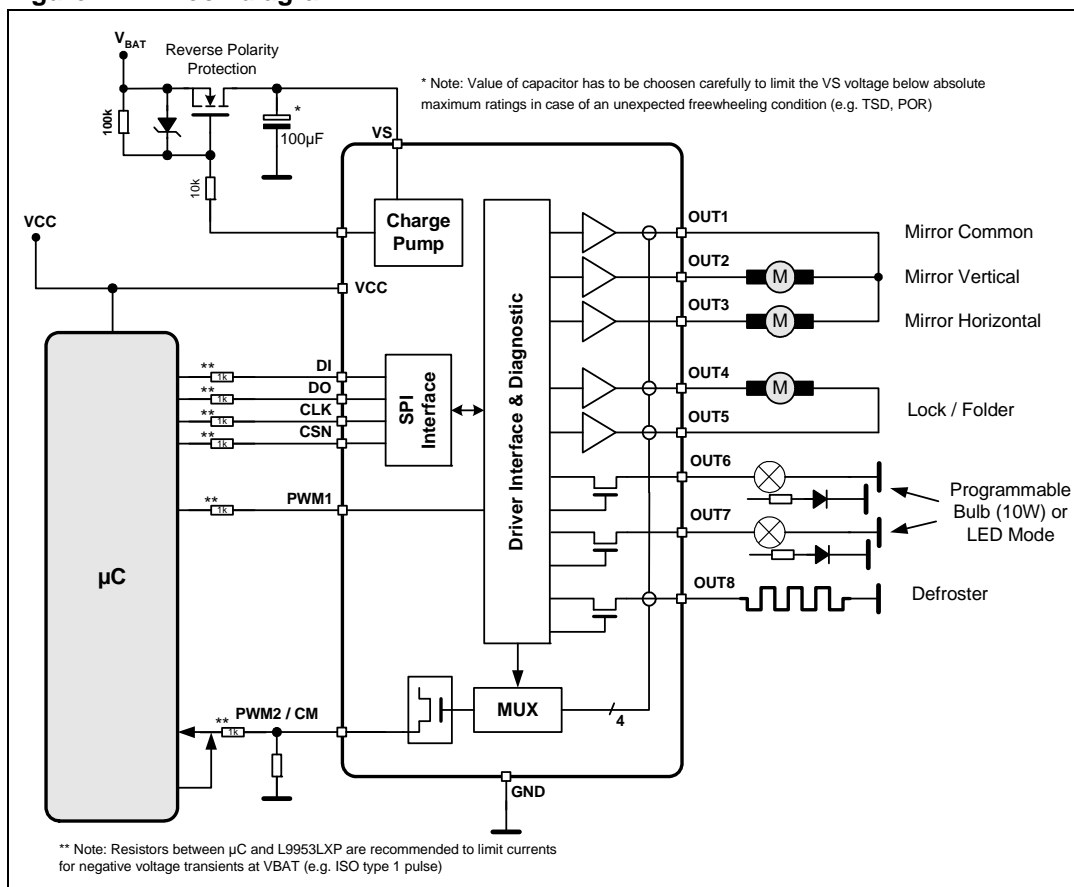 V_BAT
Reverse Polarity
Protection
* Note: Value of capacitor has to be choosen carefully to limit the VS voltage below absolute
maximum ratings in case of an unexpected freewheeling condition (e.g. TSD, POR)
100k
*
100µF
VS
10k
VCC
Charge
Pump
VCC
OUT1
Mirror Common
OUT2
M
Mirror Vertical
OUT3
M
Mirror Horizontal
Driver Interface & Diagnostic
µC
** 1k DI
** 1k DO
** 1k CLK
** 1k CSN
SPI
Interface
OUT4
M
OUT5
Lock / Folder
OUT6
** 1k PWM1
OUT7
Programmable
Bulb (10W) or
LED Mode
OUT8
Defroster
** 1k PWM2 / CM
MUX
4
GND
** Note: Resistors between µC and L9953LXP are recommended to limit currents
for negative voltage transients at VBAT (e.g. ISO type 1 pulse)